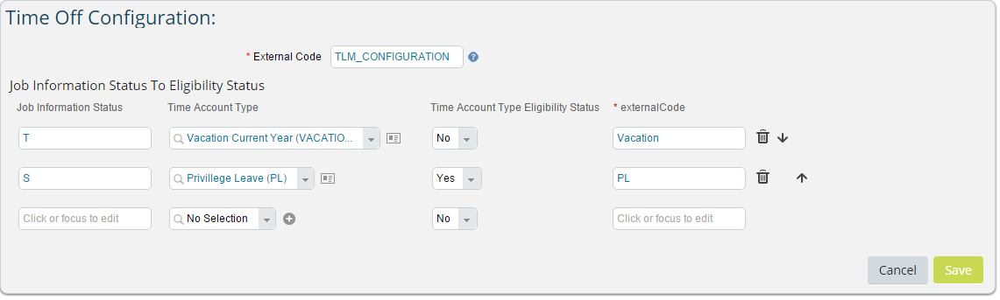 Time Off Configuration:
* External Code TLM_CONFIGURATION ?
Job Information Status To Eligibility Status
Job Information Status Time Account Type Time Account Type Eligibility Status * externalCode
T Vacation Current Year (VACATIO... No Vacation
S Privillege Leave (PL) Yes PL
Click or focus to edit No Selection No Click or focus to edit
Cancel Save